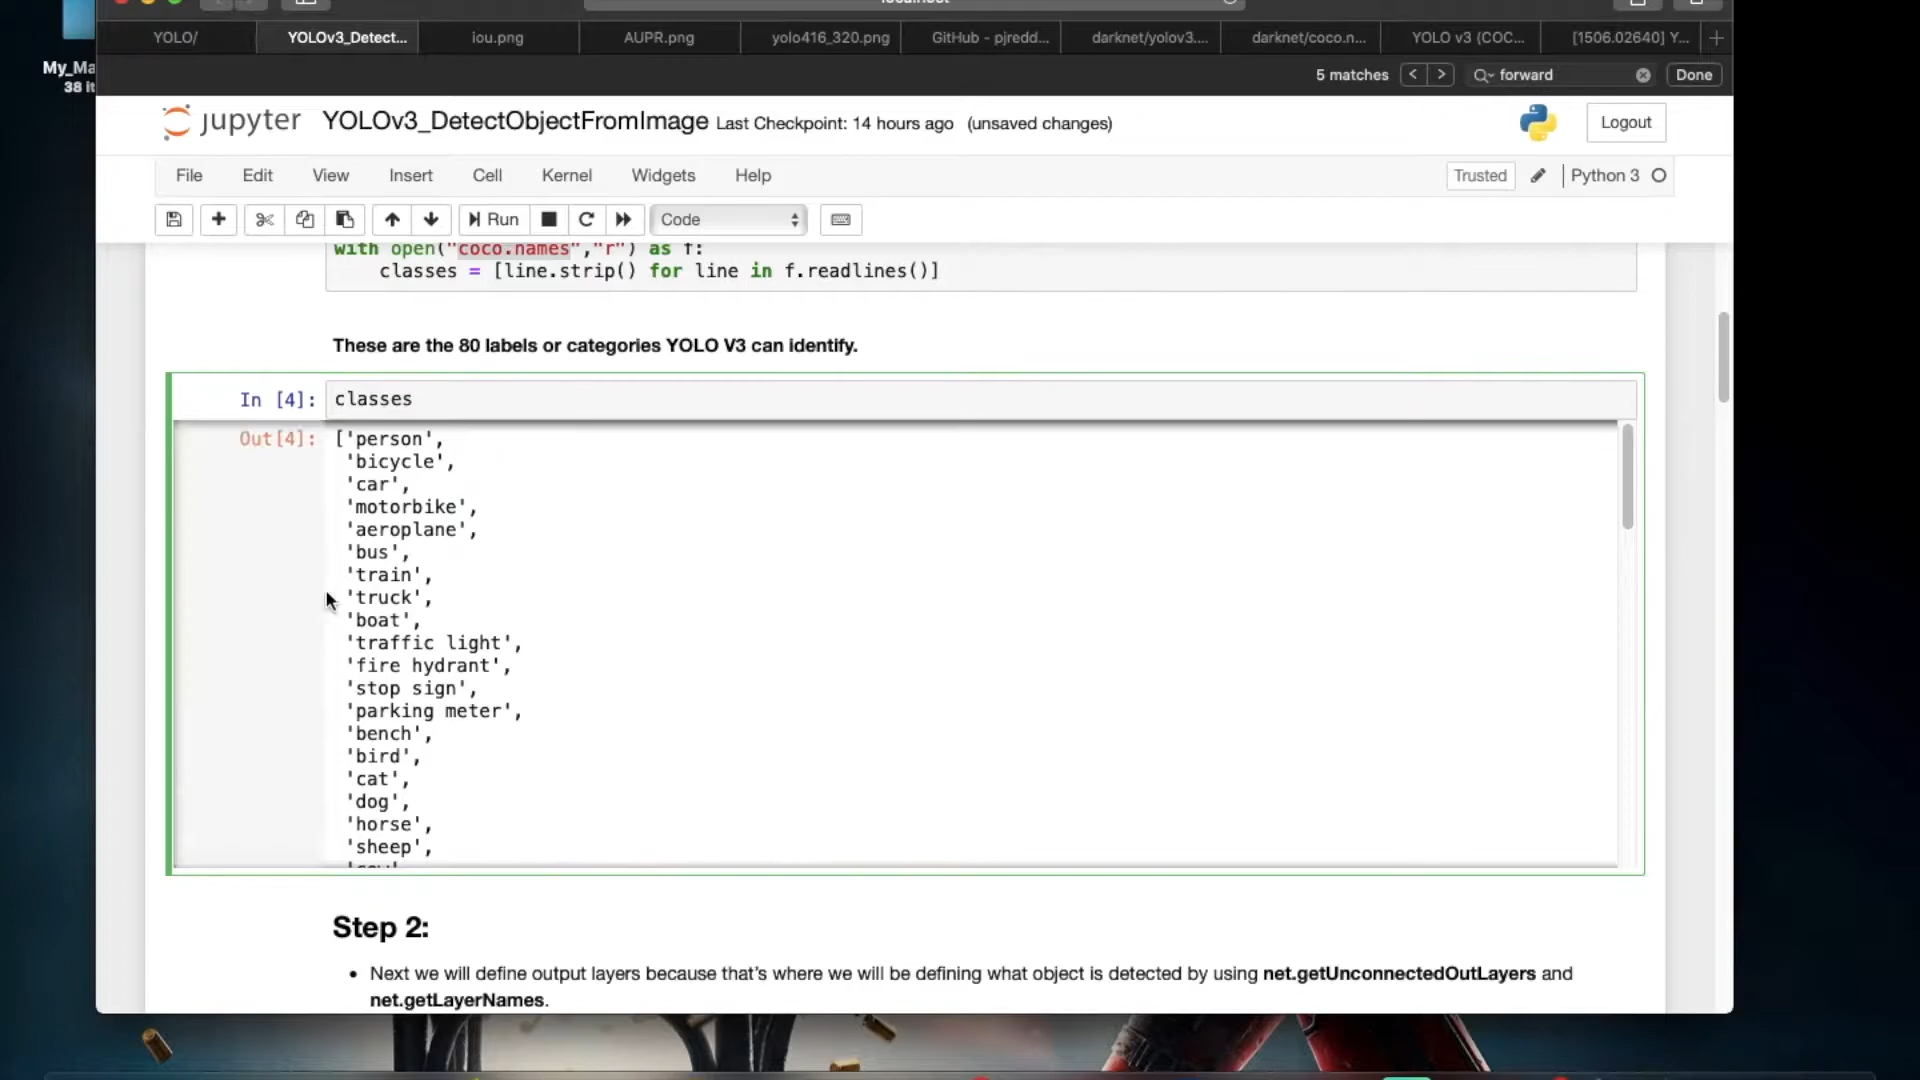 YOLO/
YOLOv3_Detect...
iou.png
AUPR.png
yolo416_320.png
GitHub - pjredd...
darknet/yolov3....
darknet/coco.n...
YOLO v3 (COC...
[1506.02640] Y...
My_Ma
38 it
5 matches
forward
Done
jupyter YOLOv3_DetectObjectFromImage Last Checkpoint: 14 hours ago (unsaved changes)
Logout
File Edit View Insert Cell Kernel Widgets Help
Trusted
Python 3
Run
Code
with open("coco.names","r") as f:
classes = [line.strip() for line in f.readlines()]
These are the 80 labels or categories YOLO V3 can identify.
In [4]: classes
Out[4]: ['person',
'bicycle',
'car',
'motorbike',
'aeroplane',
'bus',
'train',
'truck',
'boat',
'traffic light',
'fire hydrant',
'stop sign',
'parking meter',
'bench',
'bird',
'cat',
'dog',
'horse',
'sheep',
Step 2:
• Next we will define output layers because that's where we will be defining what object is detected by using net.getUnconnectedOutLayers and
net.getLayerNames.